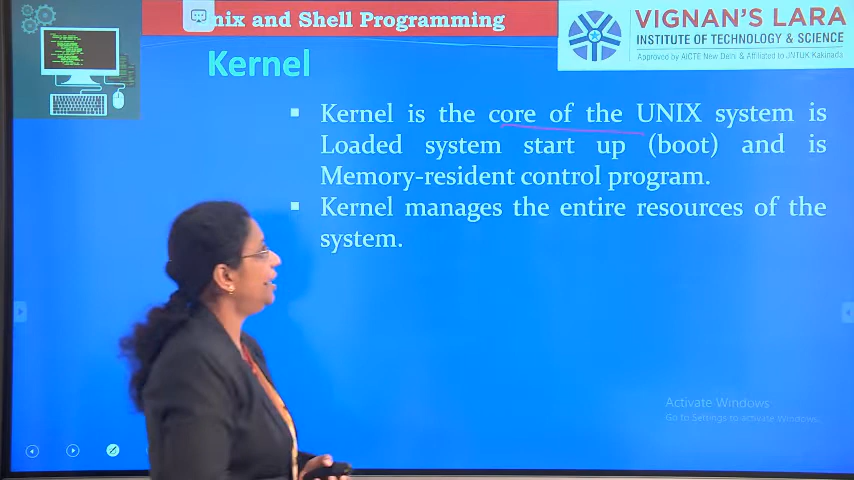 nix and Shell Programming
VIGNAN'S LARA
INSTITUTE OF TECHNOLOGY & SCIENCE
Approved by AICTE New Delhi & Affiliated to JNTUK Kakinada
Kernel
▪ Kernel is the core of the UNIX system is
Loaded system start up (boot) and is
Memory-resident control program.
▪ Kernel manages the entire resources of the
system.
Activate Windows
Go to Settings to activate Windows.